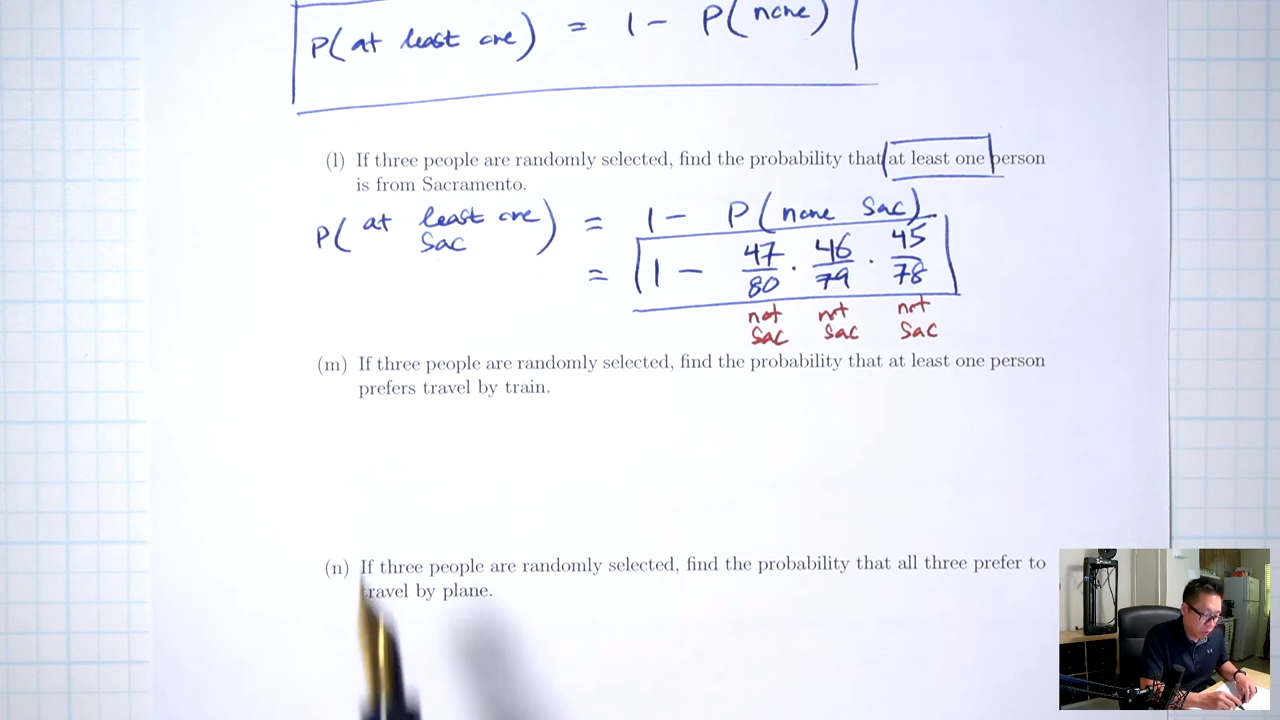 P(at least one) = 1 - P(none)
(l) If three people are randomly selected, find the probability that at least one person
is from Sacramento.
P(at least one Sac) = 1 - P(none Sac)
= 1 - 47/80 · 46/79 · 45/78
not Sac not Sac not Sac
(m) If three people are randomly selected, find the probability that at least one person
prefers travel by train.
(n) If three people are randomly selected, find the probability that all three prefer to
travel by plane.